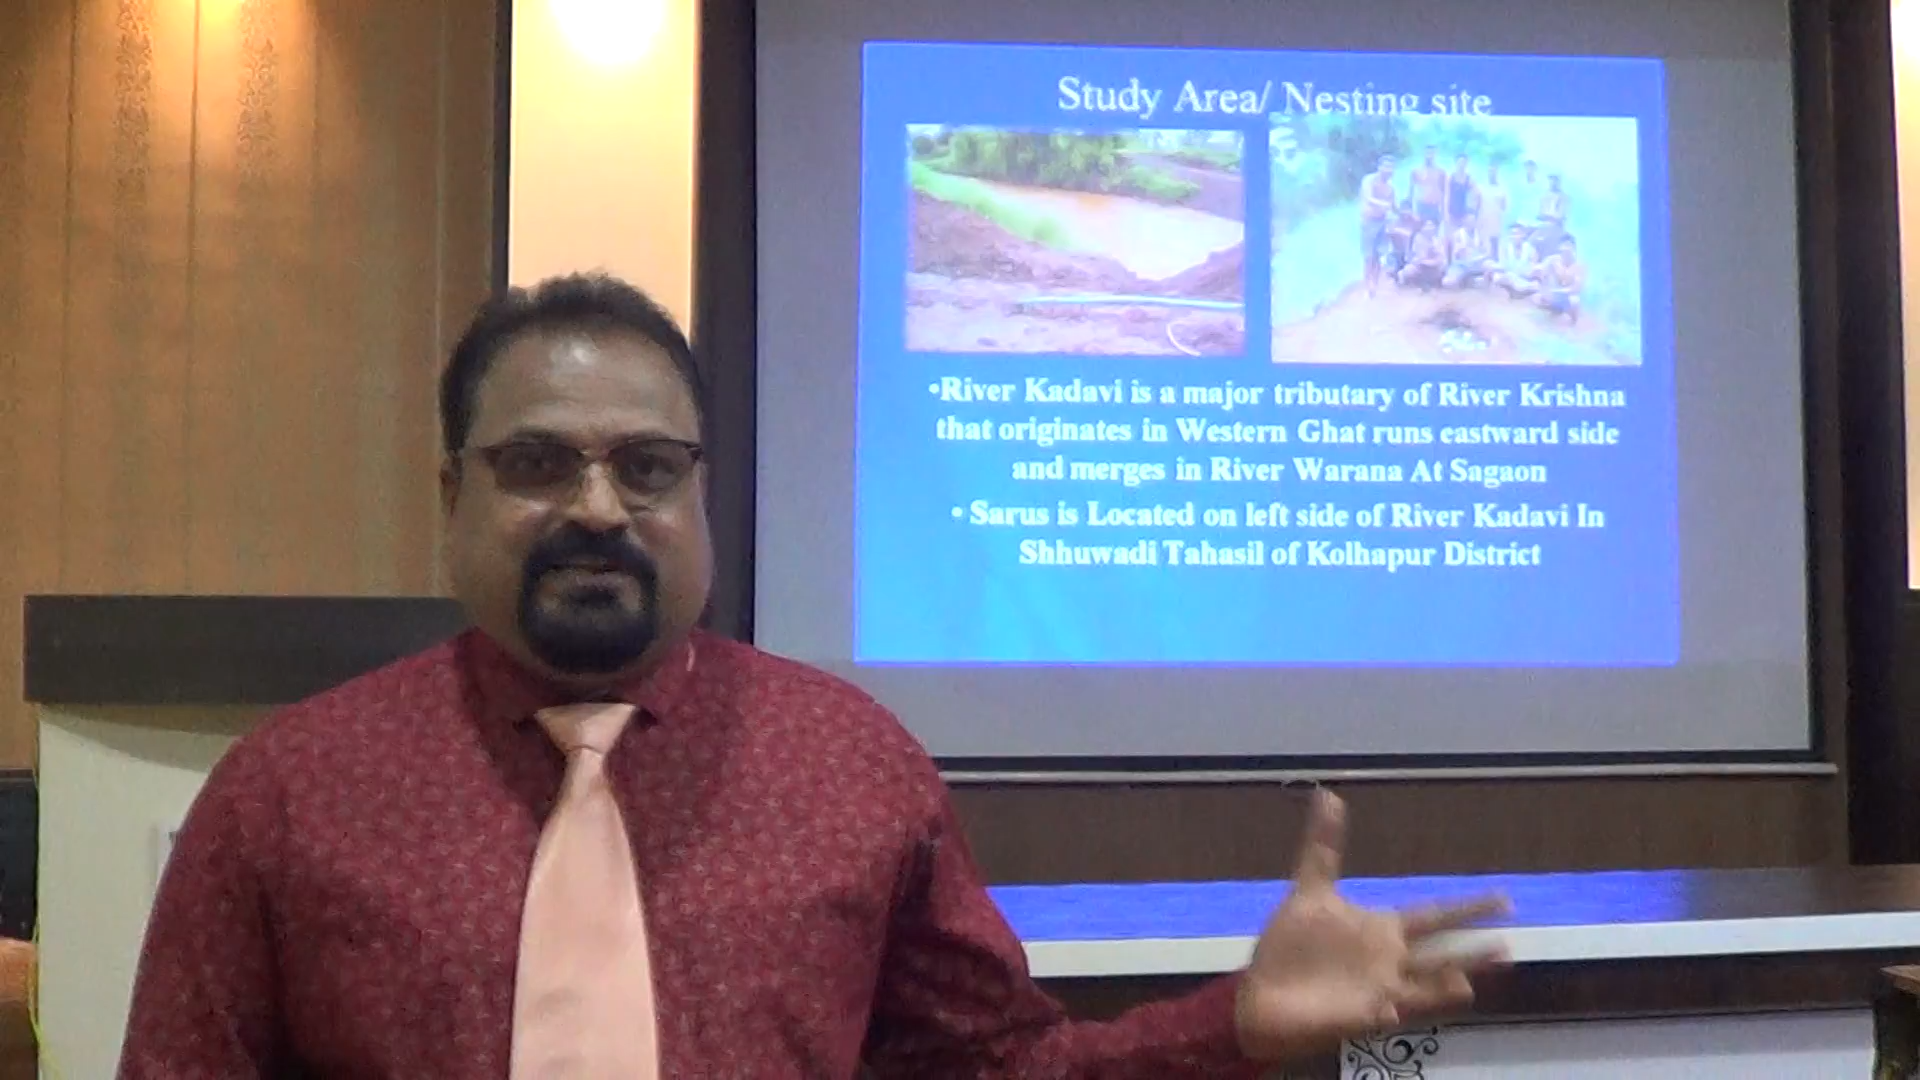 Study Area/ Nesting site
•River Kadavi is a major tributary of River Krishna
that originates in Western Ghat runs eastward side
and merges in River Warana At Sagaon
• Sarus is Located on left side of River Kadavi In
Shhuwadi Tahasil of Kolhapur District